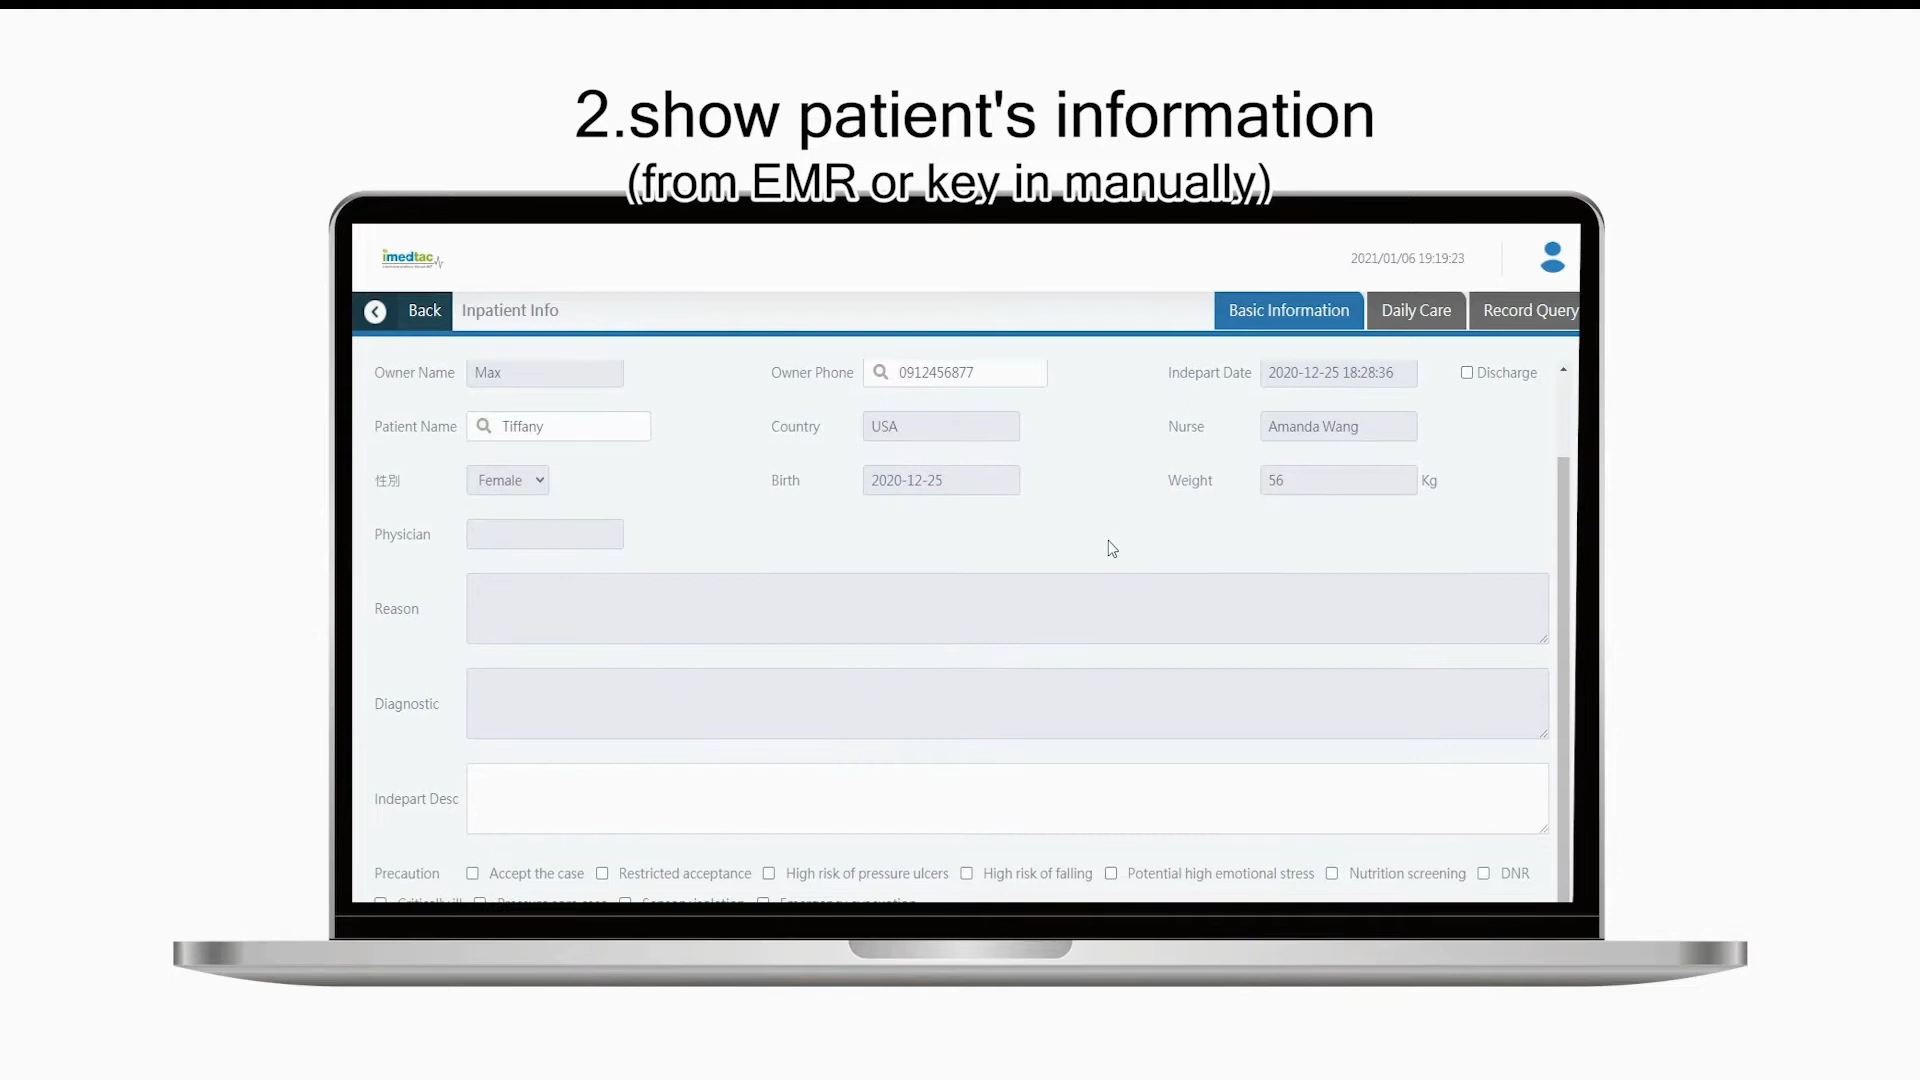 2.show patient's information
(from EMR or key in manually)
imedtac
2021/01/06 19:19:23
Back Inpatient Info Basic Information Daily Care Record Query
Owner Name Max Owner Phone 0912456877 Indepart Date 2020-12-25 18:28:36 Discharge
Patient Name Tiffany Country USA Nurse Amanda Wang
性別 Female Birth 2020-12-25 Weight 56 Kg
Physician
Reason
Diagnostic
Indepart Desc
Precaution Accept the case Restricted acceptance High risk of pressure ulcers High risk of falling Potential high emotional stress Nutrition screening DNR